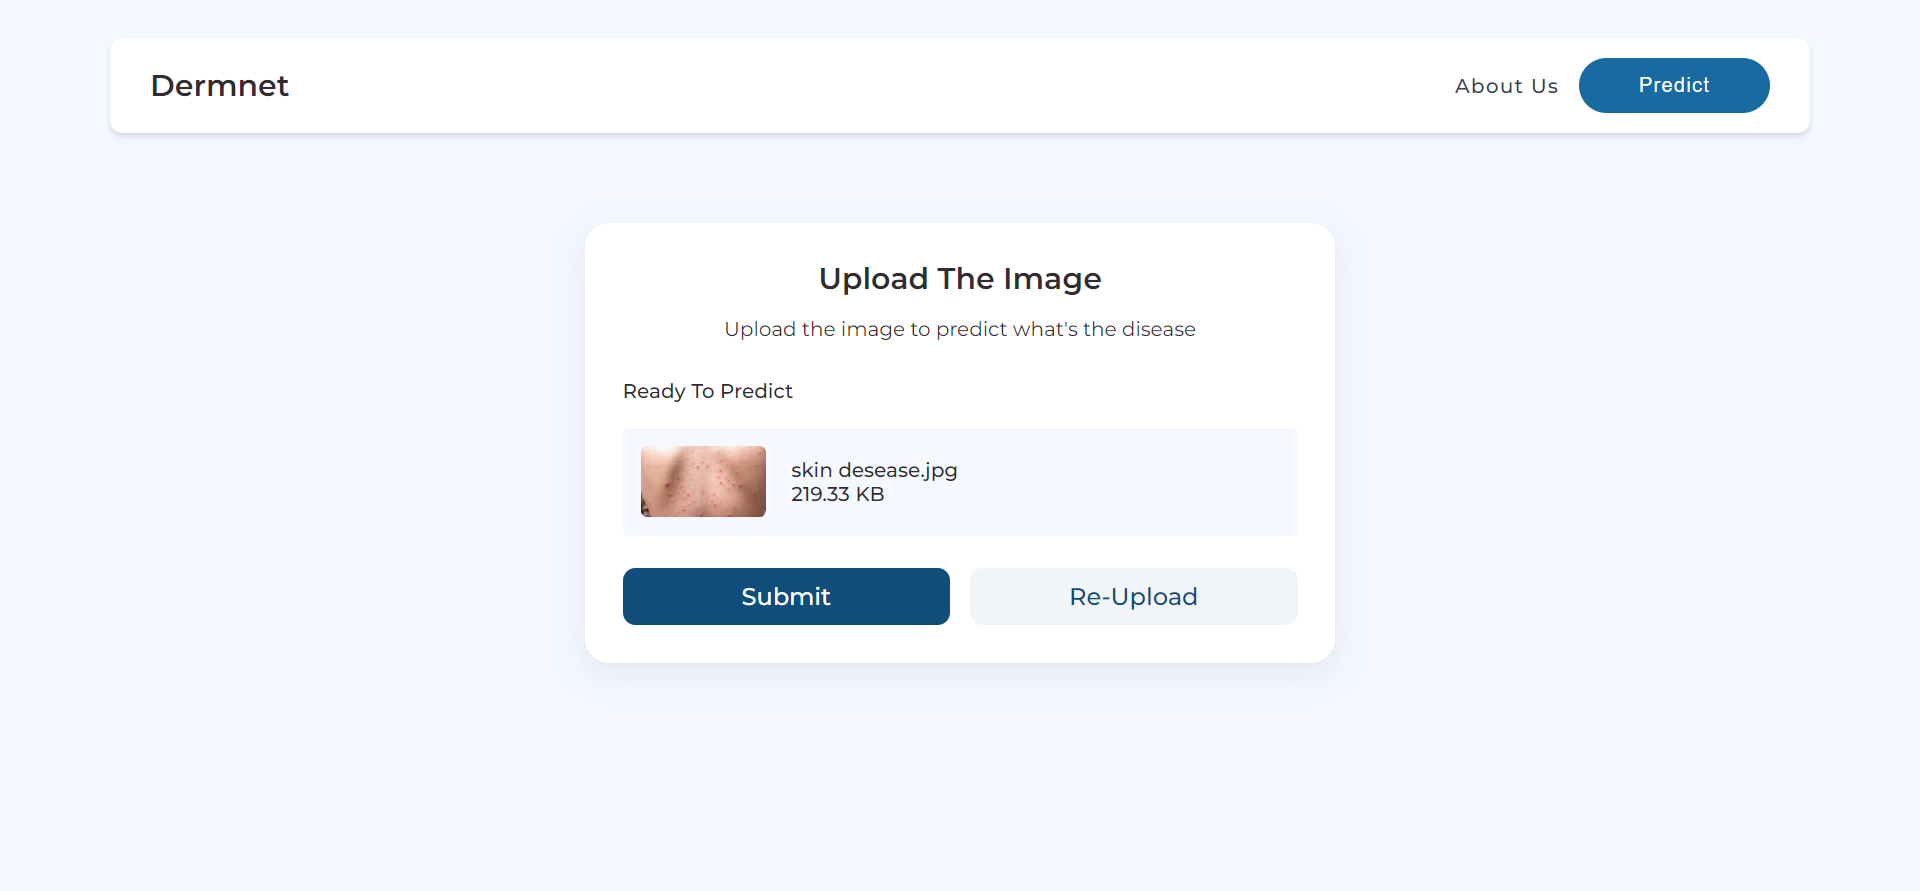 Dermnet
About Us
Predict
Upload The Image
Upload the image to predict what's the disease
Ready To Predict
skin desease.jpg
219.33 KB
Submit
Re-Upload